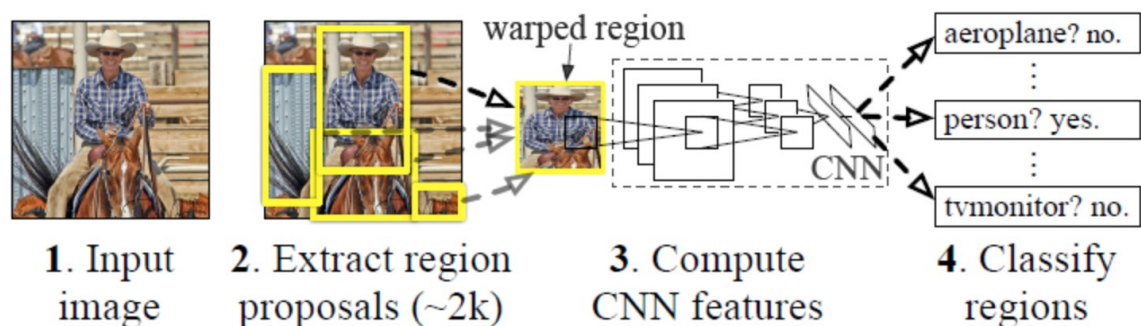 warped region
aeroplane? no.
⋮
person? yes.
⋮
tvmonitor? no.
CNN
1. Input
image
2. Extract region
proposals (~2k)
3. Compute
CNN features
4. Classify
regions